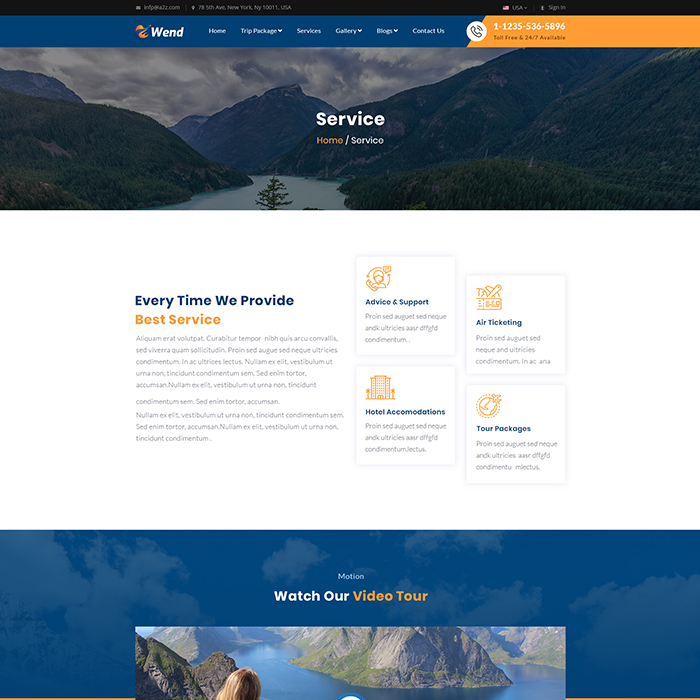 infp@a2z.com
78 5th Ave, New York, Ny 10011, USA
USA
Sign In
Wend
Home
Trip Package
Services
Gallery
Blogs
Contact Us
1-1235-536-5896
Toll Free & 24/7 Available
Service
Home / Service
Every Time We Provide
Best Service
Aliquam erat volutpat. Curabitur tempor nibh quis arcu convallis,
sed viverra quam sollicitudin. Proin sed augue sed neque ultricies
condimentum. In ac ultrices lectus. Nullam ex elit, vestibulum ut
urna non, tincidunt condimentum sem. Sed enim tortor,
accumsan.Nullam ex elit, vestibulum ut urna non, tincidunt
condimentum sem. Sed enim tortor, accumsan.
Nullam ex elit, vestibulum ut urna non, tincidunt condimentum sem.
Sed enim tortor, accumsan.Nullam ex elit, vestibulum ut urna non,
tincidunt condimentum .
Advice & Support
Proin sed auguet sed neque
andk ultricies aasr dffgfd
condimentum. .
Air Ticketing
Proin sed auguet sed
neque and ultricies
condimentum. In ac ana
Hotel Accomodations
Proin sed auguet sed neque
andk ultricies aasr dffgfd
condimentum.lectus.
Tour Packages
Proin sed auguet sed neque
andk ultricies aasr dffgfd
condimentu mlectus.
Motion
Watch Our Video Tour